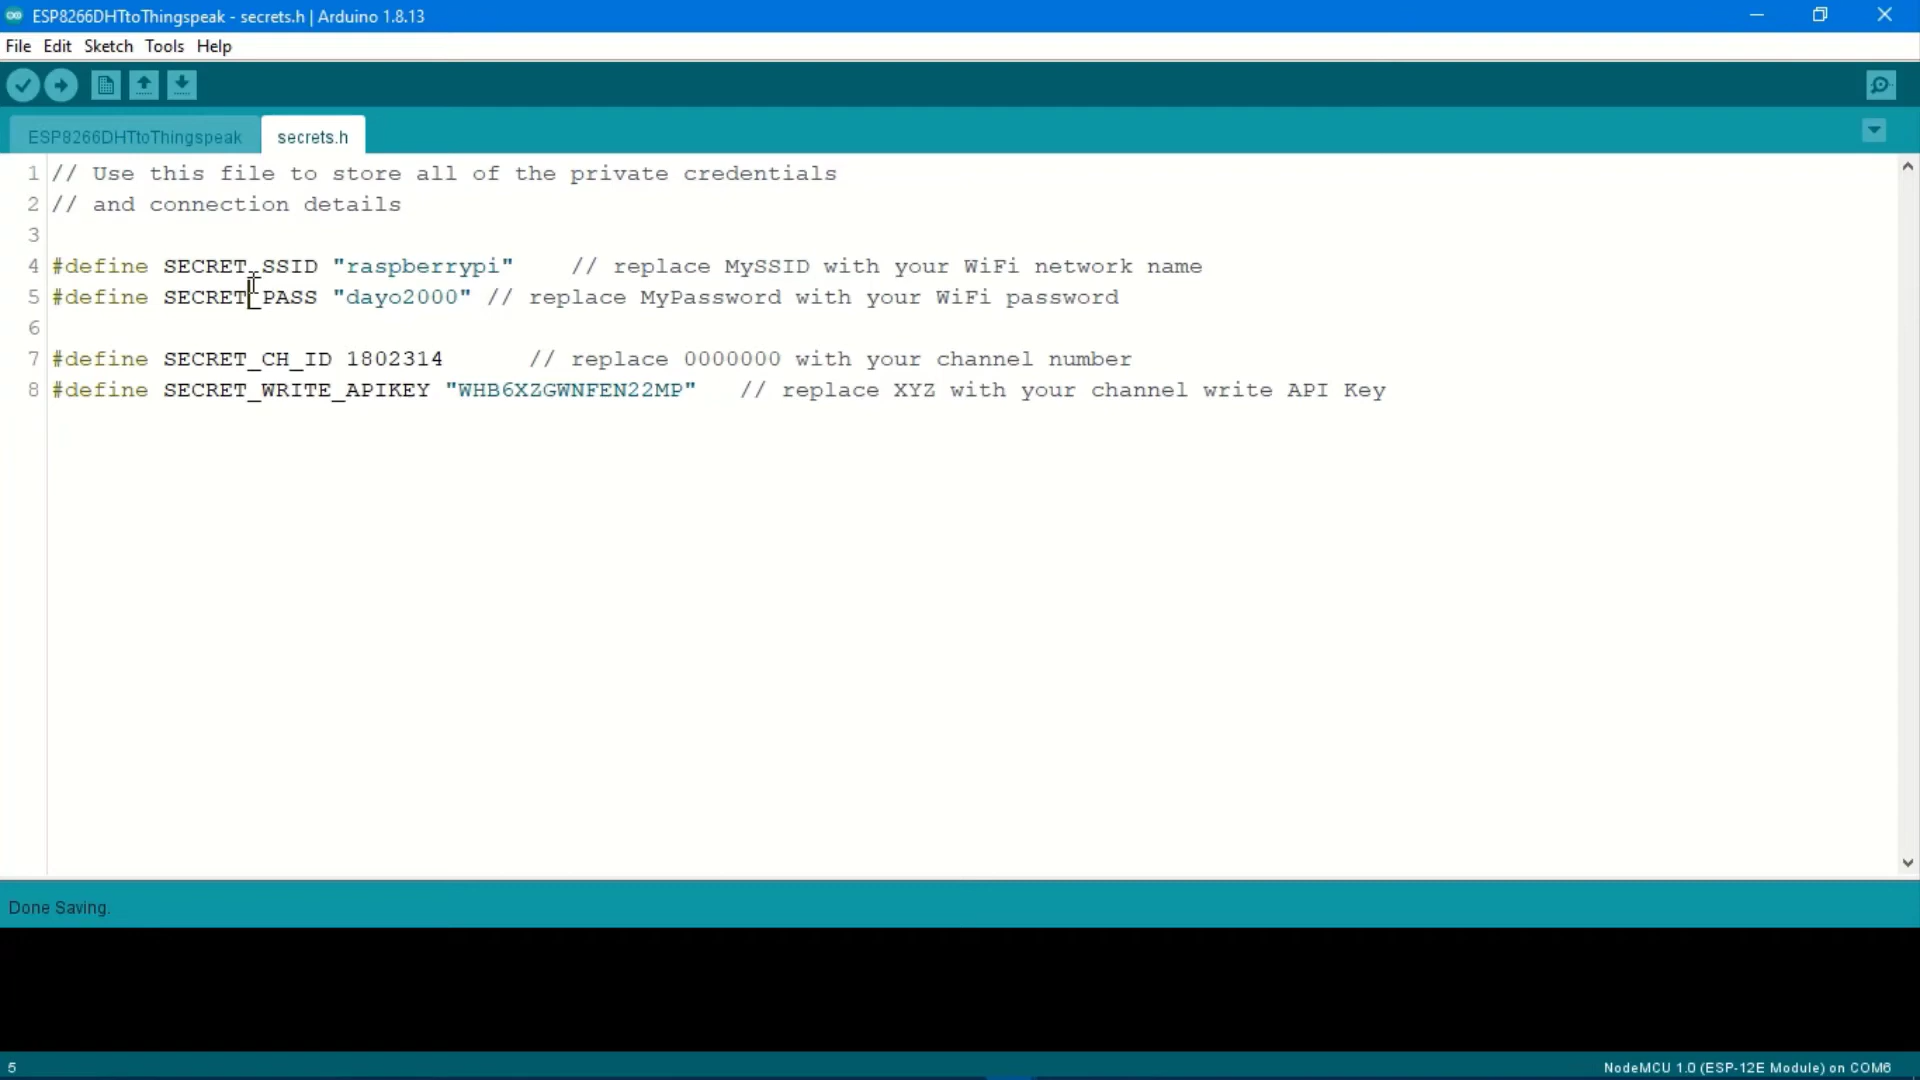 ESP8266DHTtoThingspeak - secrets.h | Arduino 1.8.13
File Edit Sketch Tools Help
ESP8266DHTtoThingspeak secrets.h
1 // Use this file to store all of the private credentials
2 // and connection details
3
4 #define SECRET_SSID "raspberrypi"    // replace MySSID with your WiFi network name
5 #define SECRET_PASS "dayo2000" // replace MyPassword with your WiFi password
6
7 #define SECRET_CH_ID 1802314      // replace 0000000 with your channel number
8 #define SECRET_WRITE_APIKEY "WHB6XZGWNFEN22MP"   // replace XYZ with your channel write API Key
Done Saving.
5 NodeMCU 1.0 (ESP-12E Module) on COM6